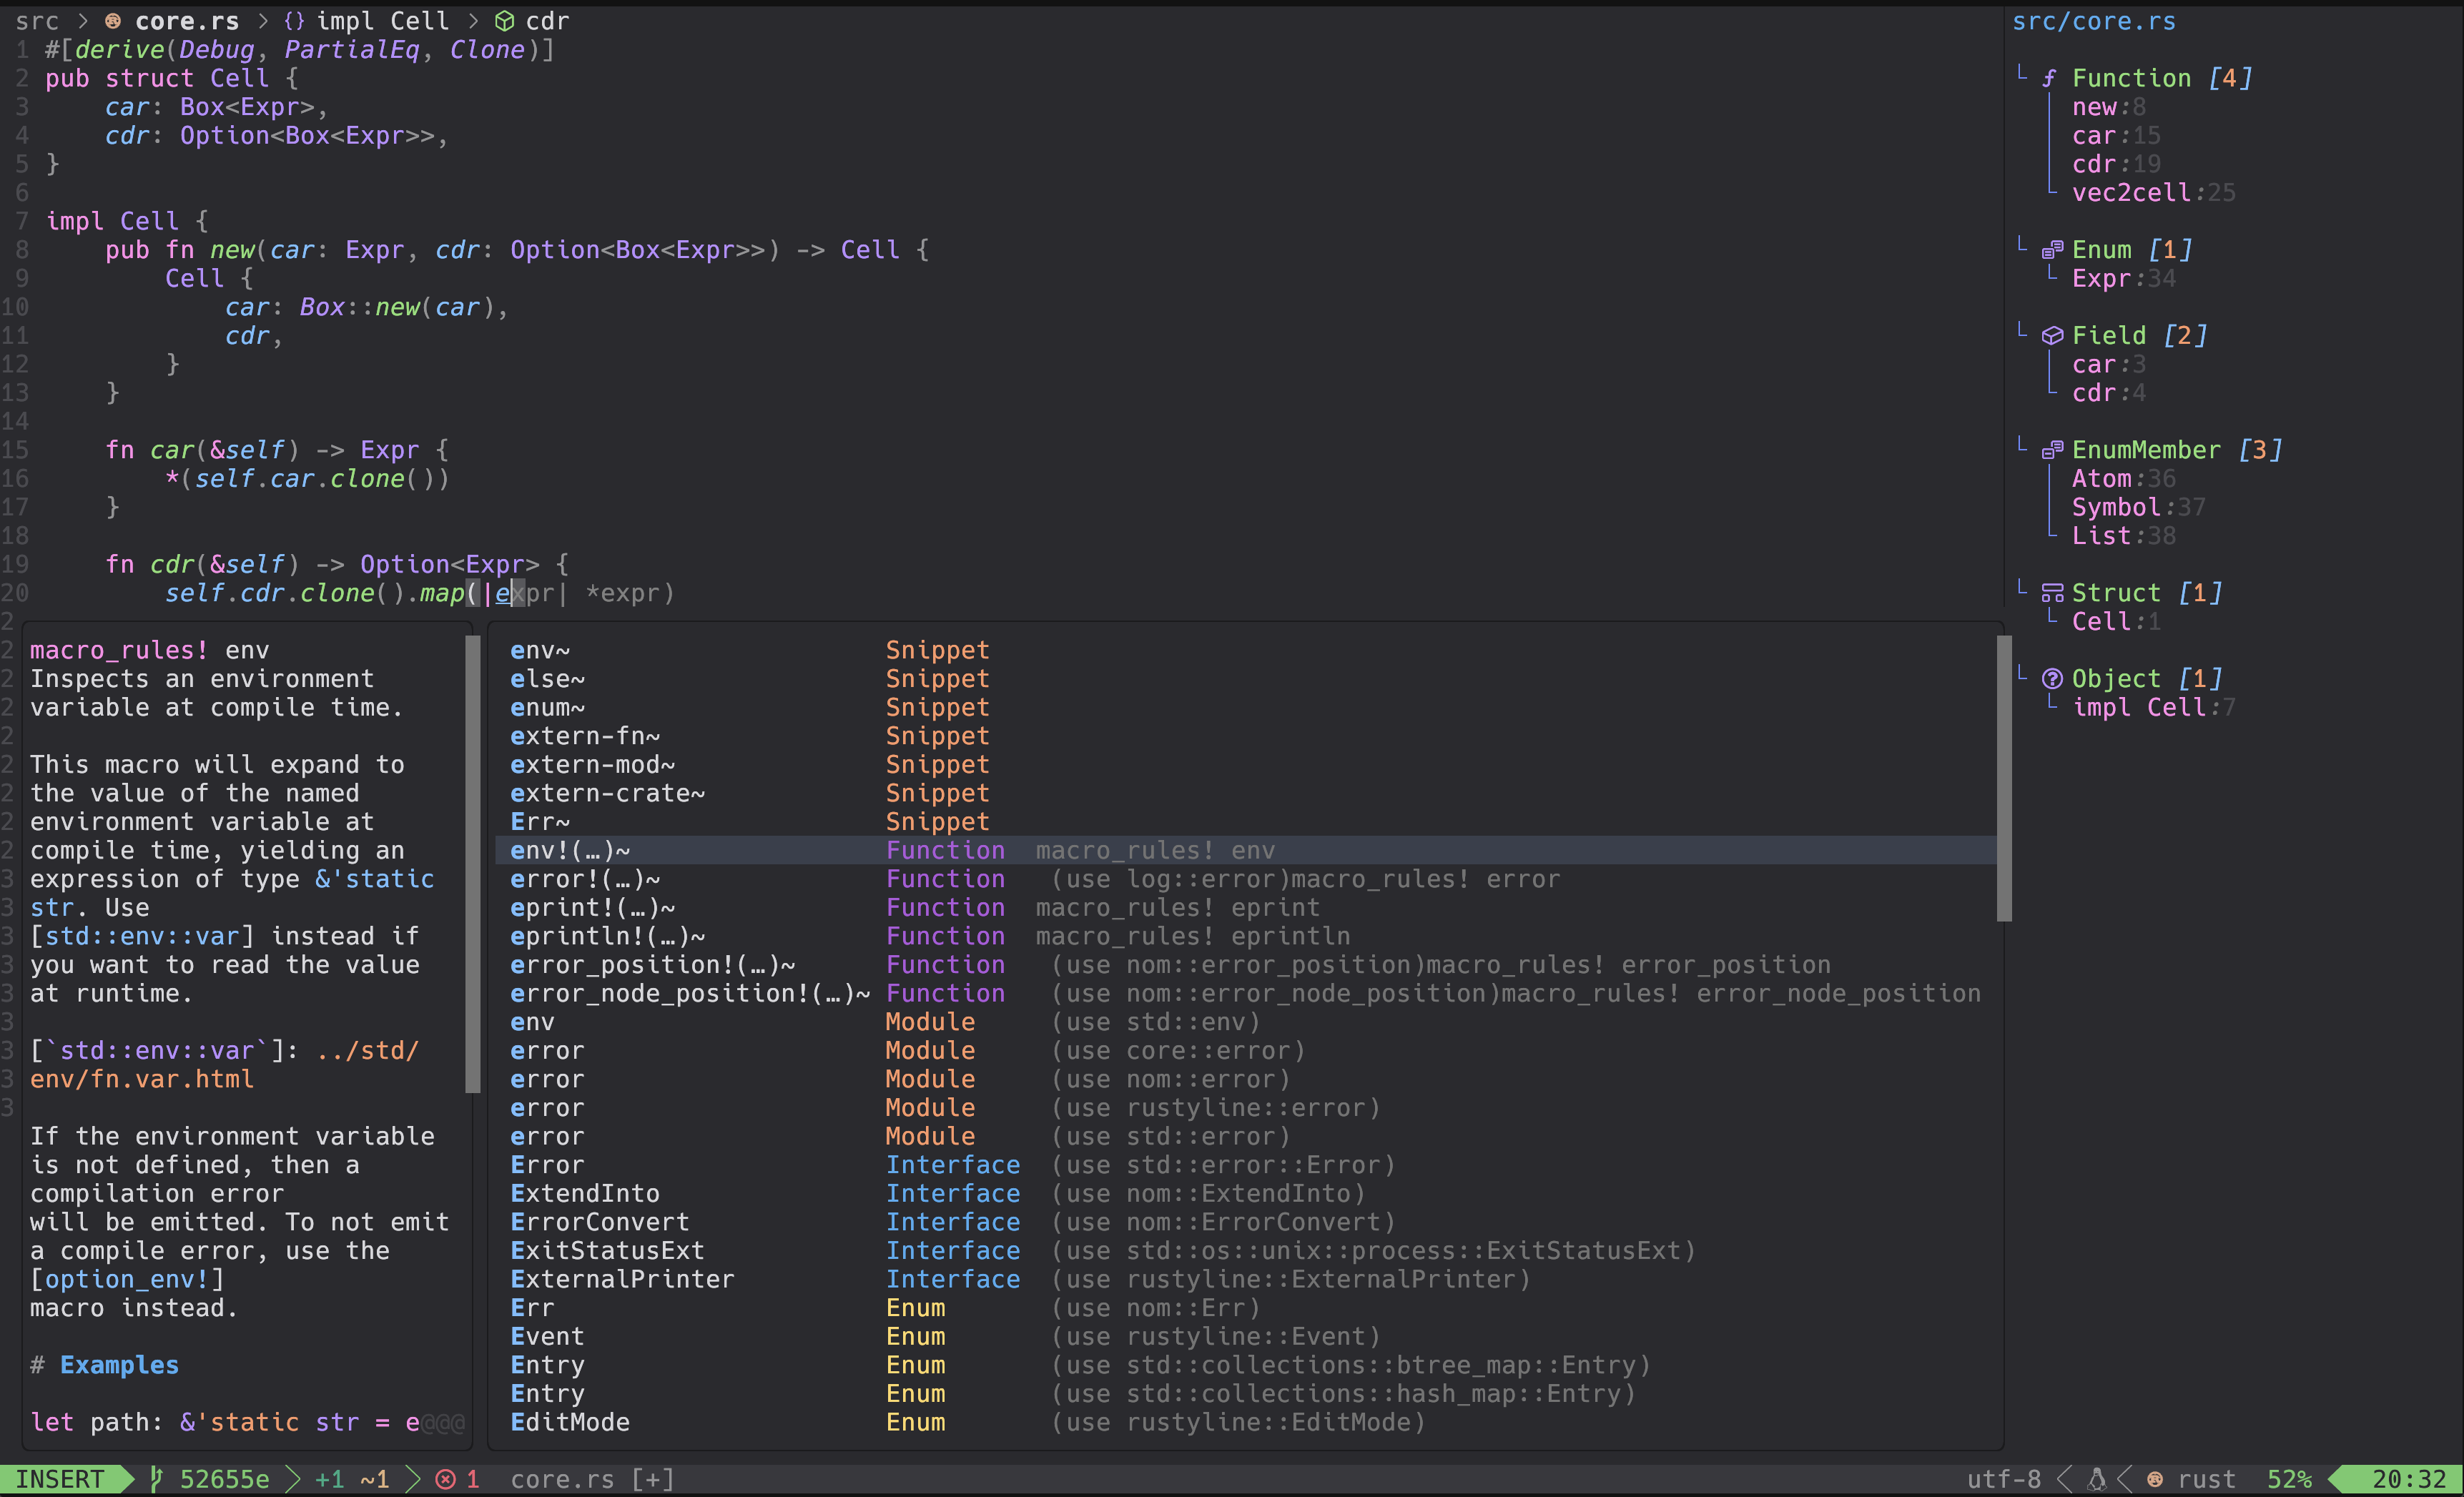 src > core.rs > {} impl Cell > cdr
1 #[derive(Debug, PartialEq, Clone)]
2 pub struct Cell {
3     car: Box<Expr>,
4     cdr: Option<Box<Expr>>,
5 }
6
7 impl Cell {
8     pub fn new(car: Expr, cdr: Option<Box<Expr>>) -> Cell {
9         Cell {
10             car: Box::new(car),
11             cdr,
12         }
13     }
14
15     fn car(&self) -> Expr {
16         *(self.car.clone())
17     }
18
19     fn cdr(&self) -> Option<Expr> {
20         self.cdr.clone().map(|expr| *expr)
2
2 macro_rules! env
2 Inspects an environment
2 variable at compile time.
2
2 This macro will expand to
2 the value of the named
2 environment variable at
2 compile time, yielding an
3 expression of type &'static
3 str. Use
3 [std::env::var] instead if
3 you want to read the value
3 at runtime.
3
3 [`std::env::var`]: ../std/
3 env/fn.var.html
3
If the environment variable
is not defined, then a
compilation error
will be emitted. To not emit
a compile error, use the
[option_env!]
macro instead.
# Examples
let path: &'static str = e@@@
env~ Snippet
else~ Snippet
enum~ Snippet
extern-fn~ Snippet
extern-mod~ Snippet
extern-crate~ Snippet
Err~ Snippet
env!(…)~ Function macro_rules! env
error!(…)~ Function (use log::error)macro_rules! error
eprint!(…)~ Function macro_rules! eprint
eprintln!(…)~ Function macro_rules! eprintln
error_position!(…)~ Function (use nom::error_position)macro_rules! error_position
error_node_position!(…)~ Function (use nom::error_node_position)macro_rules! error_node_position
env Module (use std::env)
error Module (use core::error)
error Module (use nom::error)
error Module (use rustyline::error)
error Module (use std::error)
Error Interface (use std::error::Error)
ExtendInto Interface (use nom::ExtendInto)
ErrorConvert Interface (use nom::ErrorConvert)
ExitStatusExt Interface (use std::os::unix::process::ExitStatusExt)
ExternalPrinter Interface (use rustyline::ExternalPrinter)
Err Enum (use nom::Err)
Event Enum (use rustyline::Event)
Entry Enum (use std::collections::btree_map::Entry)
Entry Enum (use std::collections::hash_map::Entry)
EditMode Enum (use rustyline::EditMode)
src/core.rs
Function [4]
new:8
car:15
cdr:19
vec2cell:25
Enum [1]
Expr:34
Field [2]
car:3
cdr:4
EnumMember [3]
Atom:36
Symbol:37
List:38
Struct [1]
Cell:1
Object [1]
impl Cell:7
INSERT 52655e +1 ~1 1 core.rs [+] utf-8 rust 52% 20:32